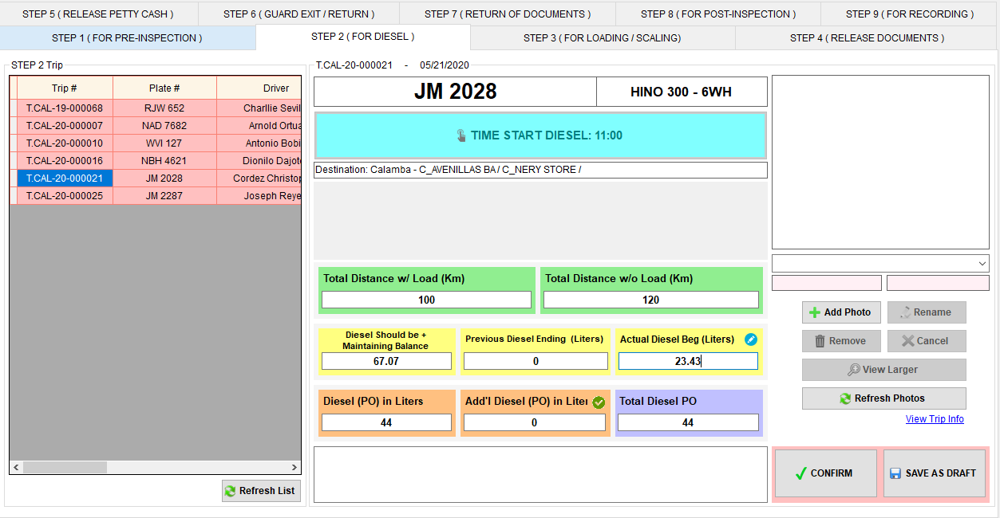 STEP 5 ( RELEASE PETTY CASH )
STEP 6 ( GUARD EXIT / RETURN )
STEP 7 ( RETURN OF DOCUMENTS )
STEP 8 ( FOR POST-INSPECTION )
STEP 9 ( FOR RECORDING )
STEP 1 ( FOR PRE-INSPECTION )
STEP 2 ( FOR DIESEL )
STEP 3 ( FOR LOADING / SCALING)
STEP 4 ( RELEASE DOCUMENTS )
STEP 2 Trip
Trip # Plate # Driver
T.CAL-19-000068 RJW 652 Charllie Sevil
T.CAL-20-000007 NAD 7682 Arnold Ortua
T.CAL-20-000010 WVI 127 Antonio Bobi
T.CAL-20-000016 NBH 4621 Dionilo Dajote
T.CAL-20-000021 JM 2028 Cordez Christop
T.CAL-20-000025 JM 2287 Joseph Reye
Refresh List
T.CAL-20-000021 - 05/21/2020
JM 2028
HINO 300 - 6WH
TIME START DIESEL: 11:00
Destination: Calamba - C_AVENILLAS BA / C_NERY STORE /
Total Distance w/ Load (Km)
100
Total Distance w/o Load (Km)
120
Diesel Should be +
Maintaining Balance
67.07
Previous Diesel Ending (Liters)
0
Actual Diesel Beg (Liters)
23.43
Diesel (PO) in Liters
44
Add'l Diesel (PO) in Liter
0
Total Diesel PO
44
Add Photo
Rename
Remove
Cancel
View Larger
Refresh Photos
View Trip Info
CONFIRM
SAVE AS DRAFT